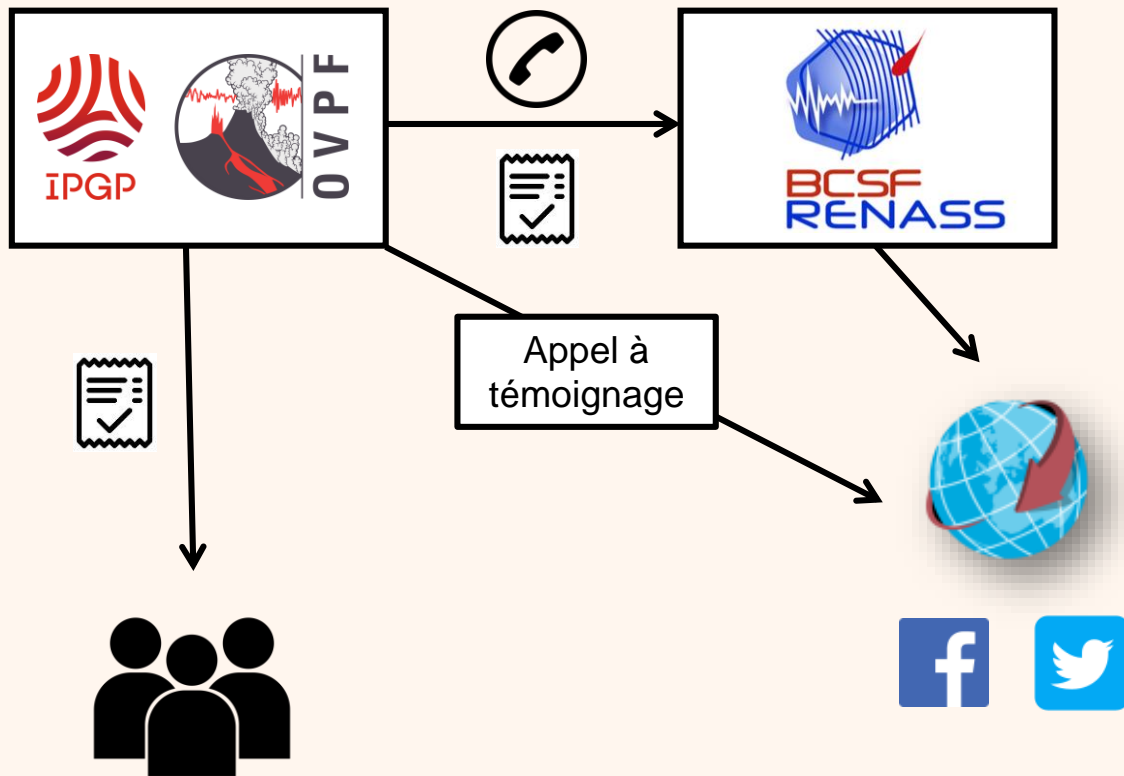 IPGP
OVPF
BCSF
RENASS
Appel à
témoignage
f